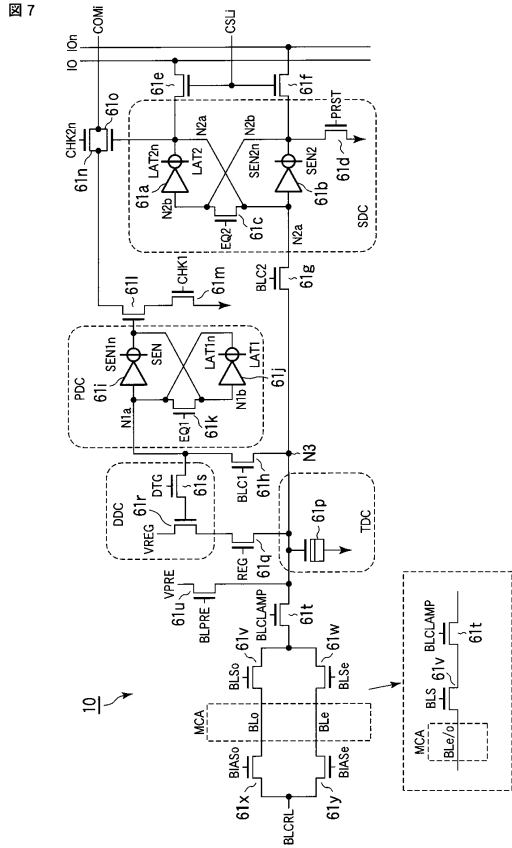 図7
COMi
IO
IOn
CSLi
CHK2n
61n
61o
61e
61f
LAT2n
LAT2
61a
N2a
N2b
SEN2n
SEN2
61b
PRST
61d
N2b
EQ2
61c
N2a
SDC
61l
CHK1
61m
BLC2
61g
PDC
SEN1n
SEN
61i
LAT1n
LAT1
61j
N1a
N1b
EQ1
61k
DDC
DTG
61s
61r
VREG
BLC1
61h
N3
REG
61q
61p
TDC
VPRE
61u
BLPRE
BLCLAMP
61t
10
61v
BLSo
61w
BLSe
MCA
BLo
BLe
BIASo
61x
BIASe
61y
BLCRL
BLCLAMP
61t
61v
BLS
MCA
BLe/o